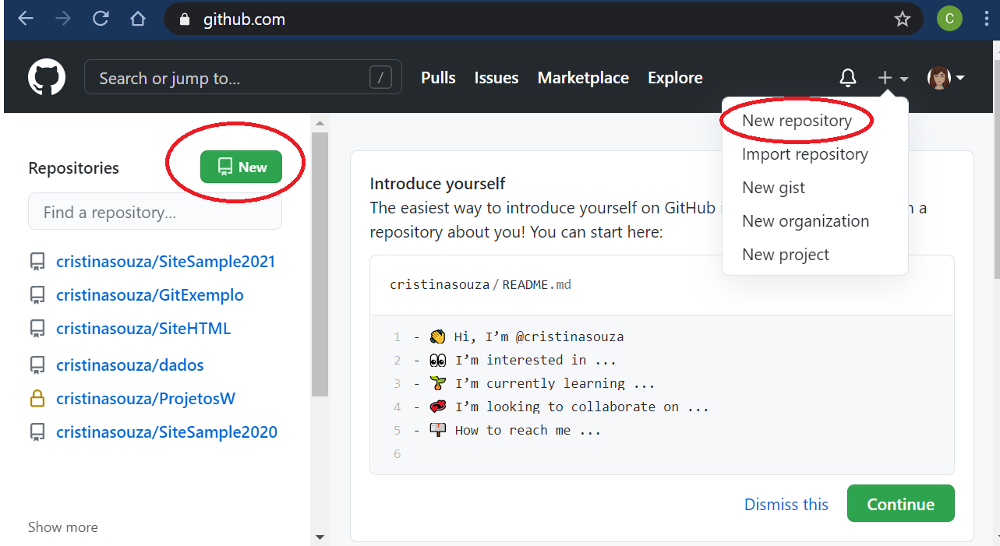 github.com
C
Search or jump to... /
Pulls Issues Marketplace Explore
New repository
Import repository
New gist
New organization
New project
Repositories
New
Find a repository...
cristinasouza/SiteSample2021
cristinasouza/GitExemplo
cristinasouza/SiteHTML
cristinasouza/dados
cristinasouza/ProjetosW
cristinasouza/SiteSample2020
Show more
Introduce yourself
The easiest way to introduce yourself on GitHub a
repository about you! You can start here:
cristinasouza/README.md
1 - 👋 Hi, I’m @cristinasouza
2 - 👀 I’m interested in ...
3 - 🌱 I’m currently learning ...
4 - 💞️ I’m looking to collaborate on ...
5 - 📫 How to reach me ...
6
Dismiss this
Continue